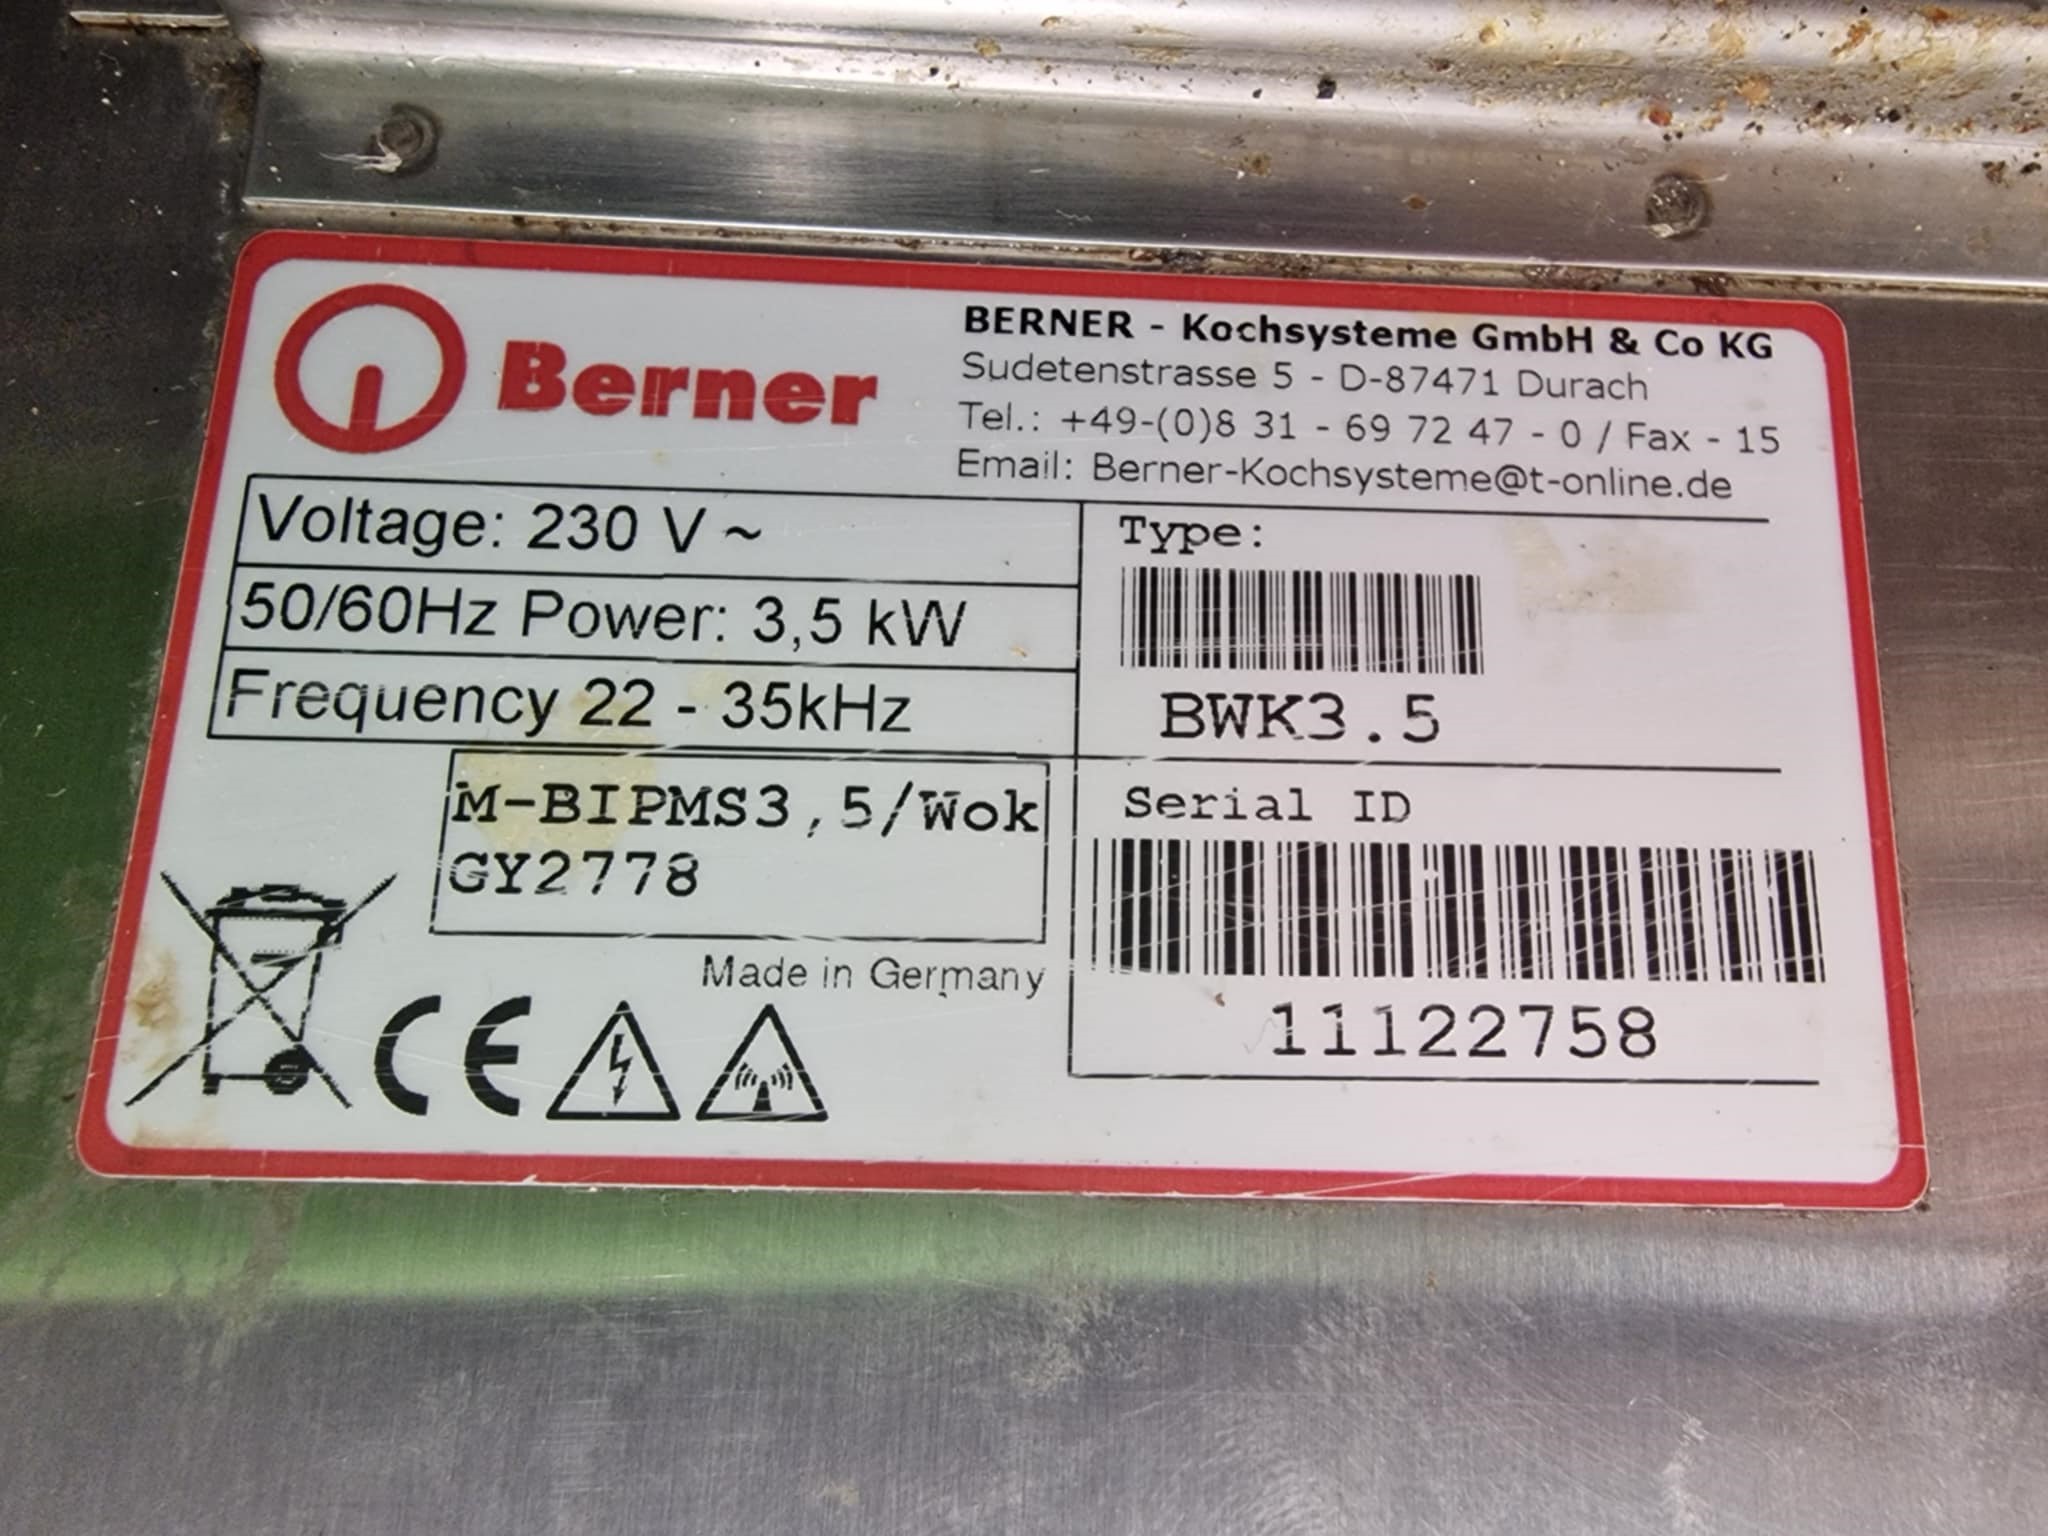 Berner
BERNER - Kochsysteme GmbH & Co KG
Sudetenstrasse 5 - D-87471 Durach
Tel.: +49-(0)8 31 - 69 72 47 - 0 / Fax - 15
Email: Berner-Kochsysteme@t-online.de
Voltage: 230 V ~
50/60Hz Power: 3,5 kW
Frequency 22 - 35kHz
Type:
BWK3.5
M-BIPMS3,5/Wok
GY2778
Serial ID
11122758
Made in Germany
CE